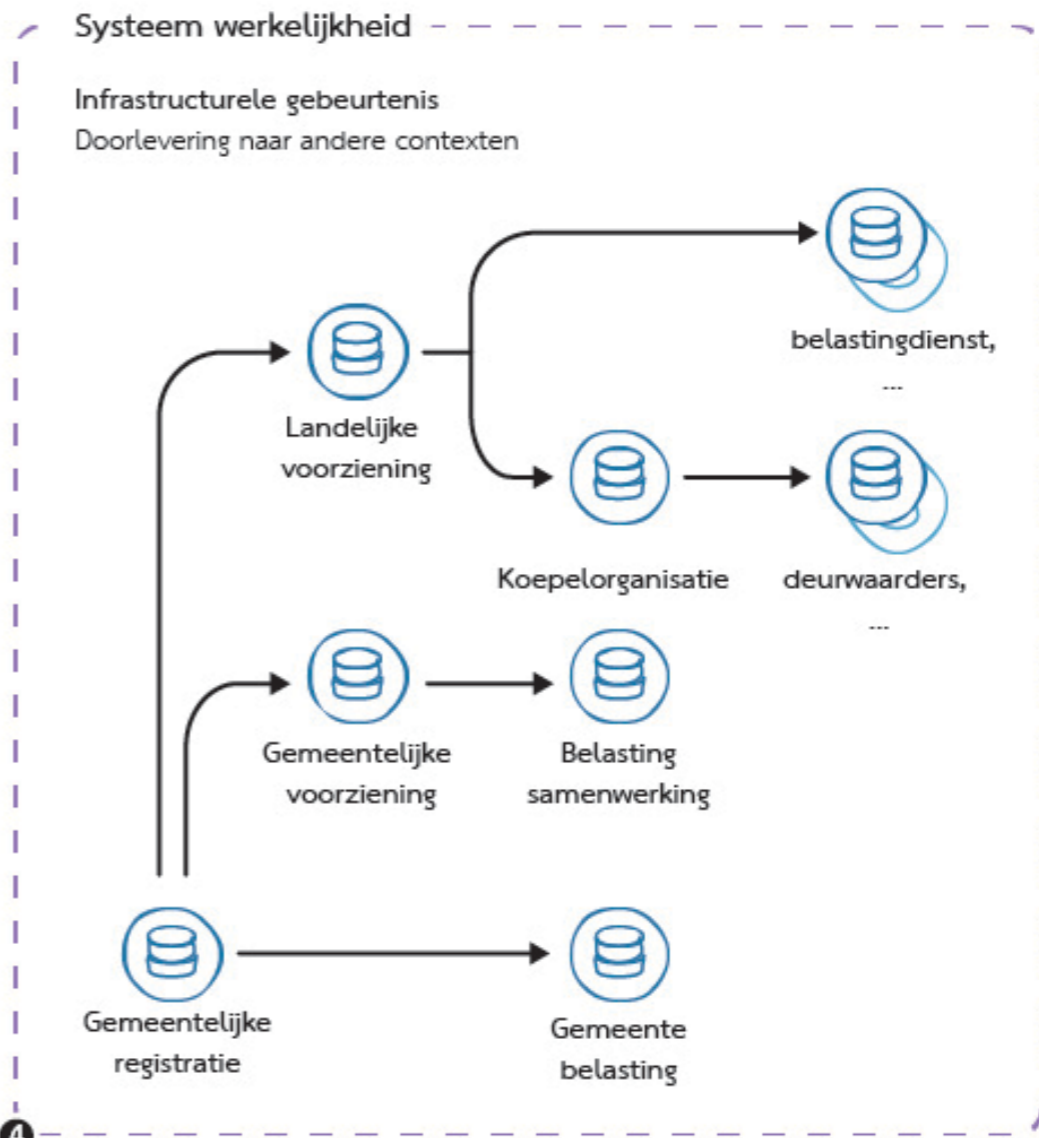 Systeem werkelijkheid
Infrastructurele gebeurtenis
Doorlevering naar andere contexten
belastingdienst,
...
Landelijke
voorziening
Koepelorganisatie
deurwaarders,
...
Gemeentelijke
voorziening
Belasting
samenwerking
Gemeentelijke
registratie
Gemeente
belasting
4